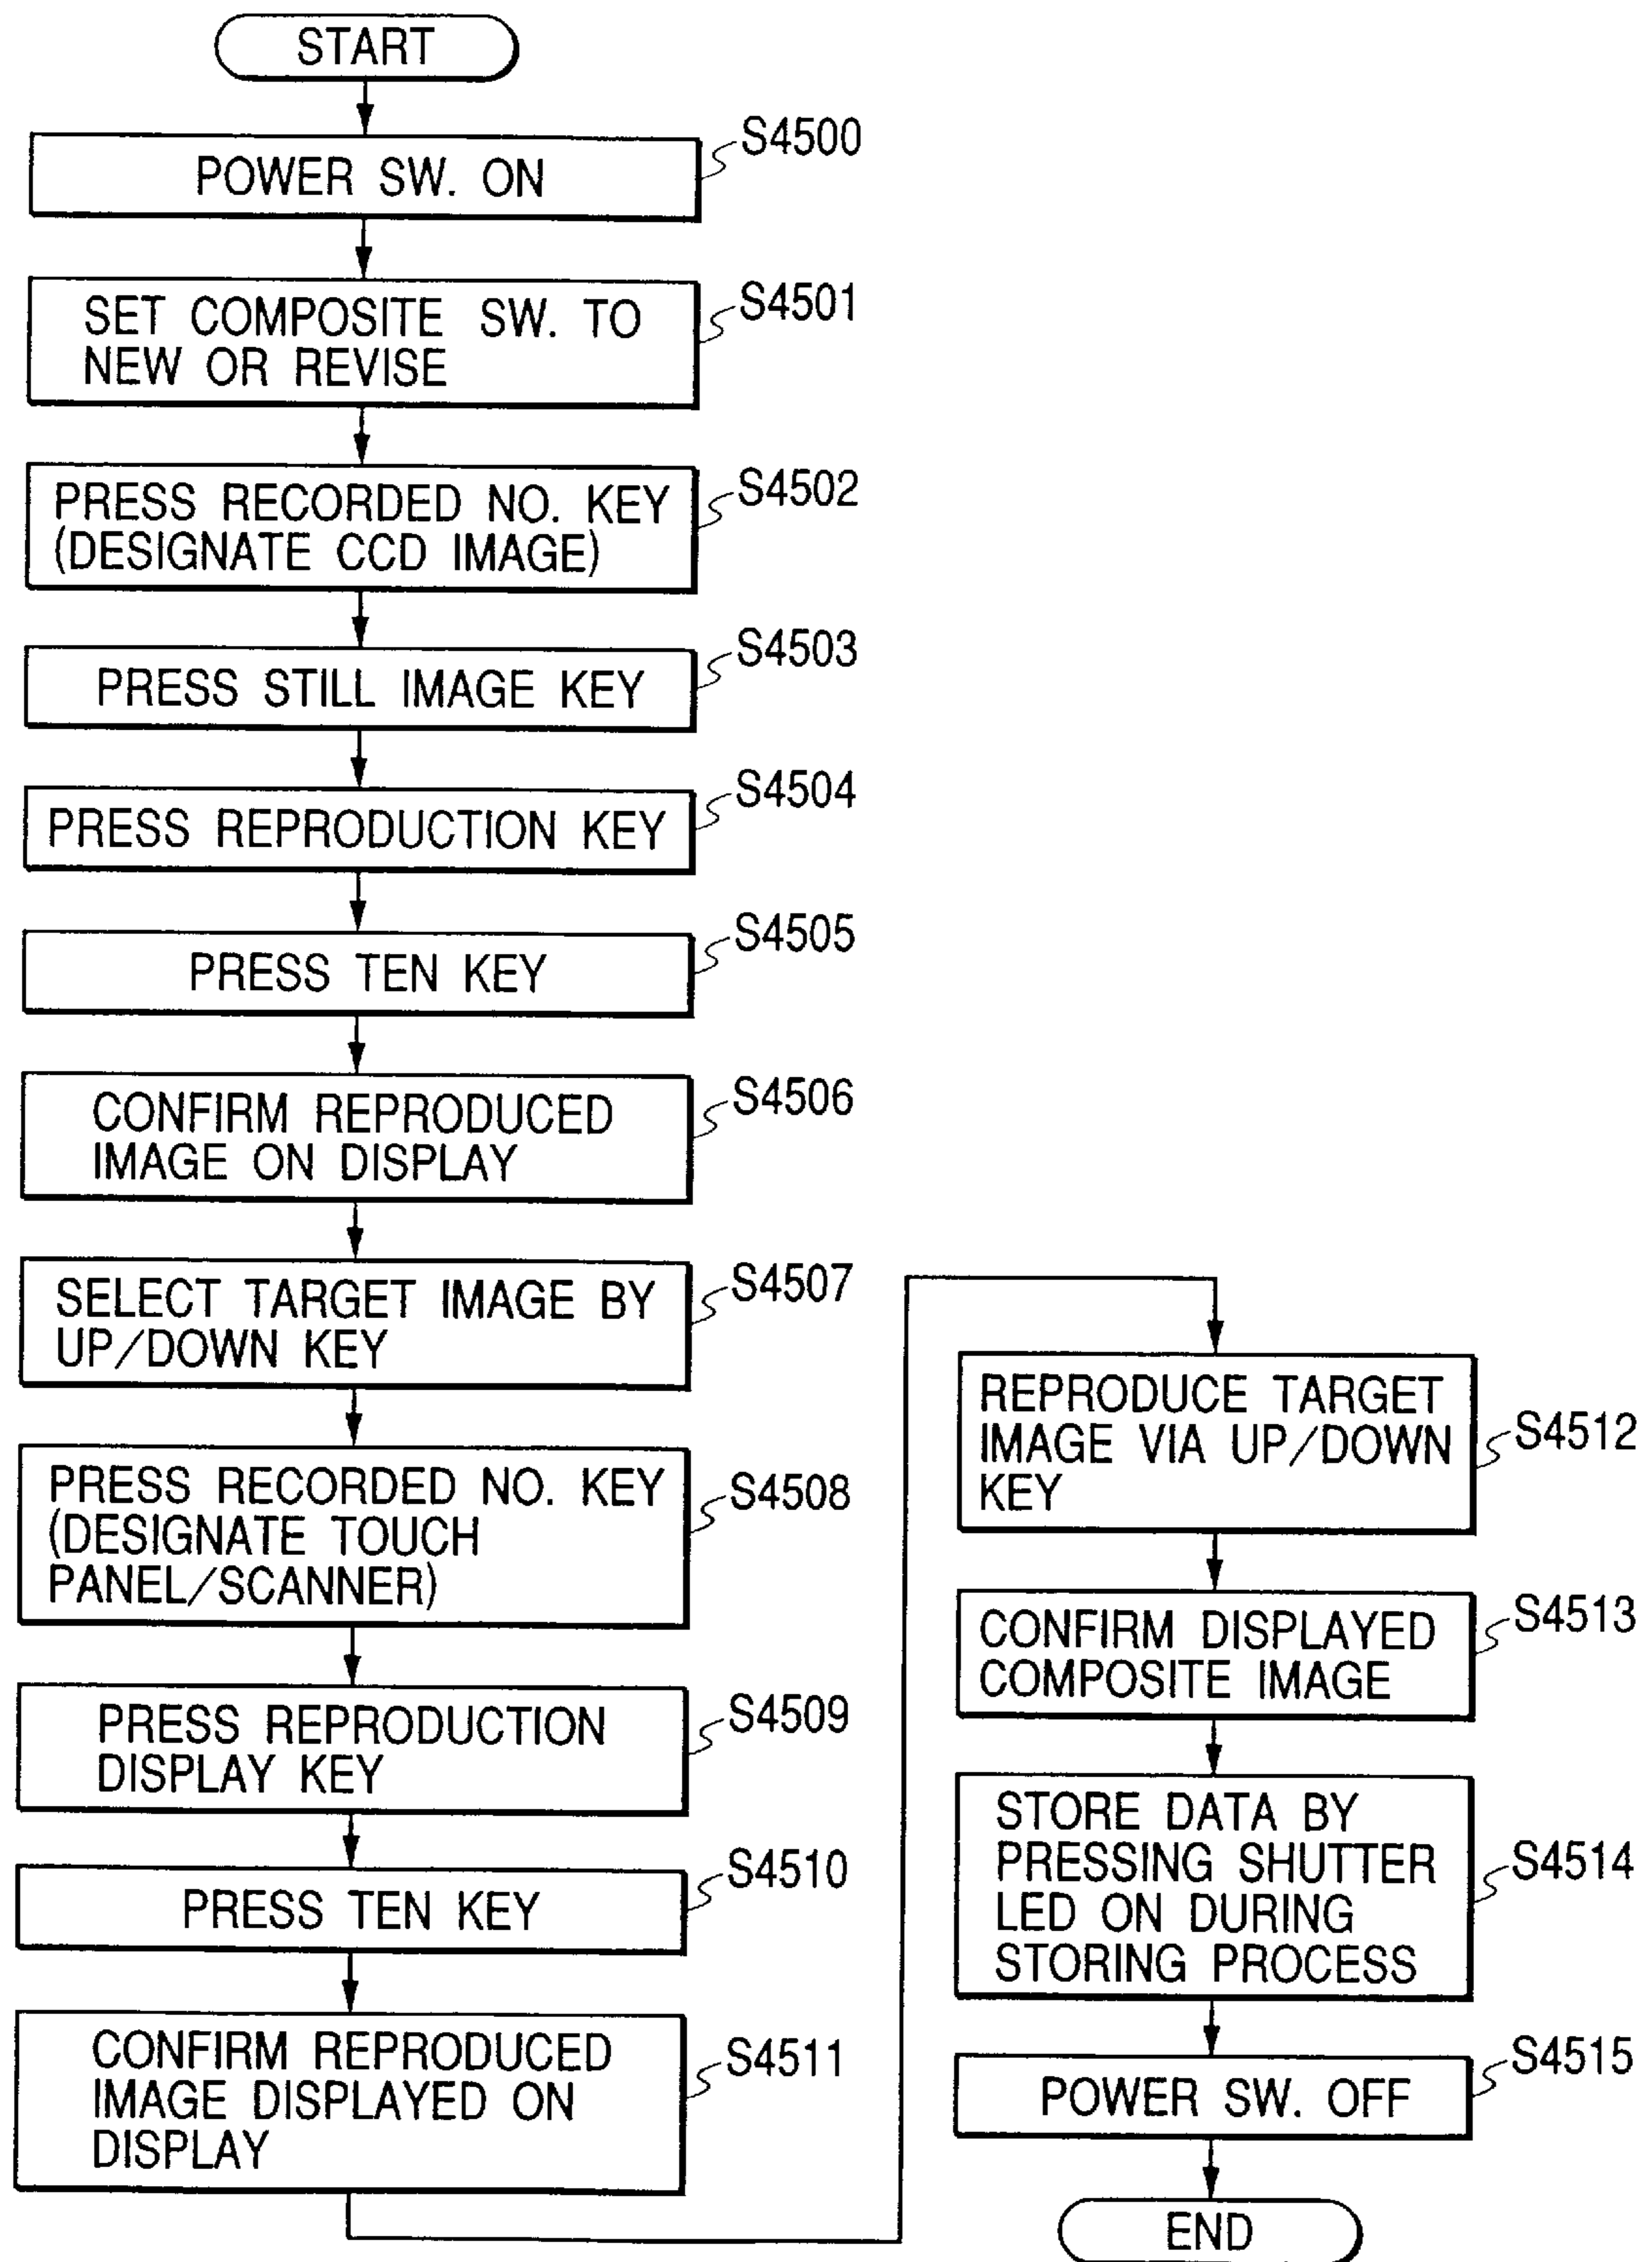 START
POWER SW. ON
S4500
SET COMPOSITE SW. TO
NEW OR REVISE
S4501
PRESS RECORDED NO. KEY
(DESIGNATE CCD IMAGE)
S4502
PRESS STILL IMAGE KEY
S4503
PRESS REPRODUCTION KEY
S4504
PRESS TEN KEY
S4505
CONFIRM REPRODUCED
IMAGE ON DISPLAY
S4506
SELECT TARGET IMAGE BY
UP/DOWN KEY
S4507
PRESS RECORDED NO. KEY
(DESIGNATE TOUCH
PANEL/SCANNER)
S4508
PRESS REPRODUCTION
DISPLAY KEY
S4509
PRESS TEN KEY
S4510
CONFIRM REPRODUCED
IMAGE DISPLAYED ON
DISPLAY
S4511
REPRODUCE TARGET
IMAGE VIA UP/DOWN
KEY
S4512
CONFIRM DISPLAYED
COMPOSITE IMAGE
S4513
STORE DATA BY
PRESSING SHUTTER
LED ON DURING
STORING PROCESS
S4514
POWER SW. OFF
S4515
END